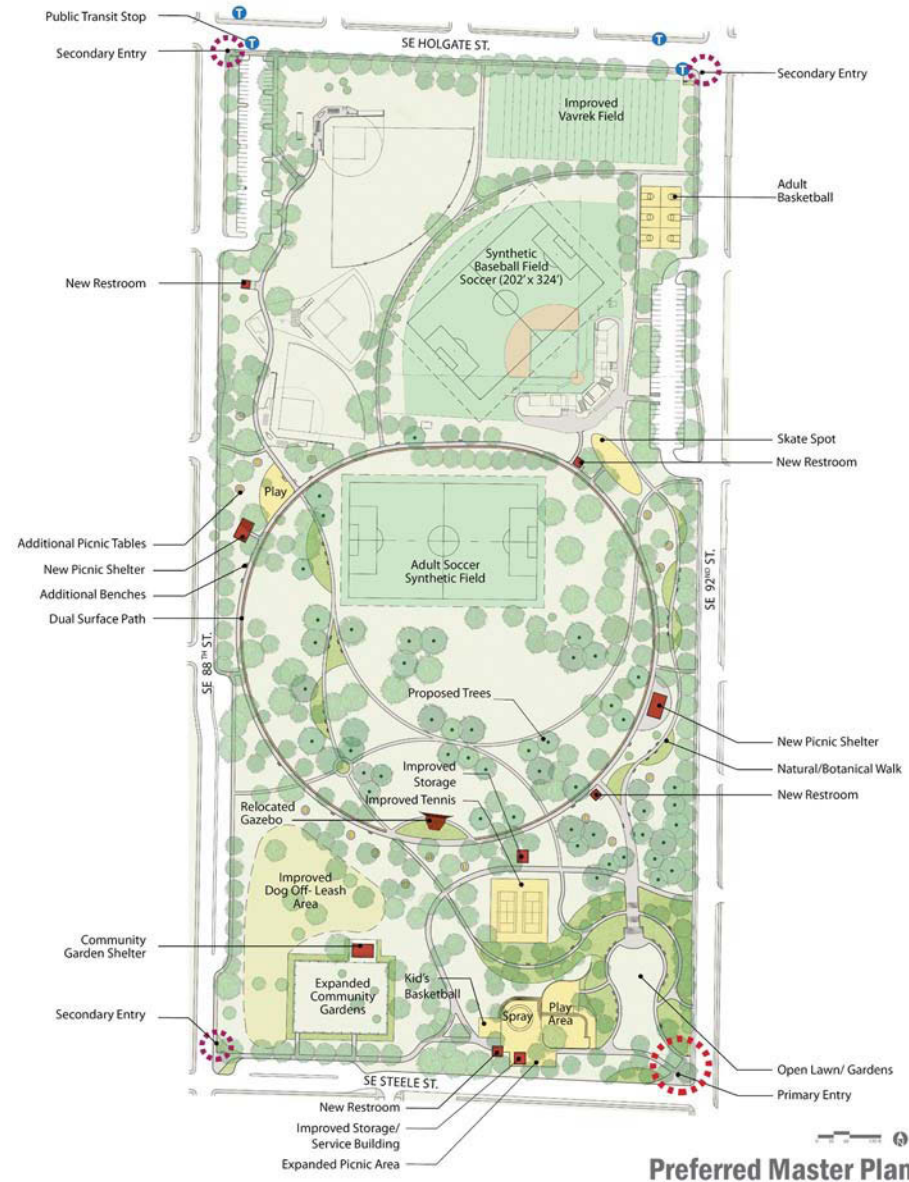 T
Public Transit Stop
T
T
SE HOLGATE ST.
Secondary Entry
T
Secondary Entry
Improved
Vavrek Field
Adult
Basketball
Synthetic
Baseball Field
Soccer (202' x 324')
New Restroom
Skate Spot
New Restroom
Play
Additional Picnic Tables
New Picnic Shelter
Additional Benches
Dual Surface Path
Adult Soccer
Synthetic Field
SE 92ND ST.
SE 88TH ST.
Proposed Trees
New Picnic Shelter
Natural/Botanical Walk
New Restroom
Improved
Storage
Improved Tennis
Relocated
Gazebo
Improved
Dog Off- Leash
Area
Community
Garden Shelter
Expanded
Community
Gardens
Kid's
Basketball
Spray
Play
Area
Secondary Entry
Open Lawn/ Gardens
Primary Entry
SE STEELE ST.
New Restroom
Improved Storage/
Service Building
Expanded Picnic Area
Preferred Master Plan